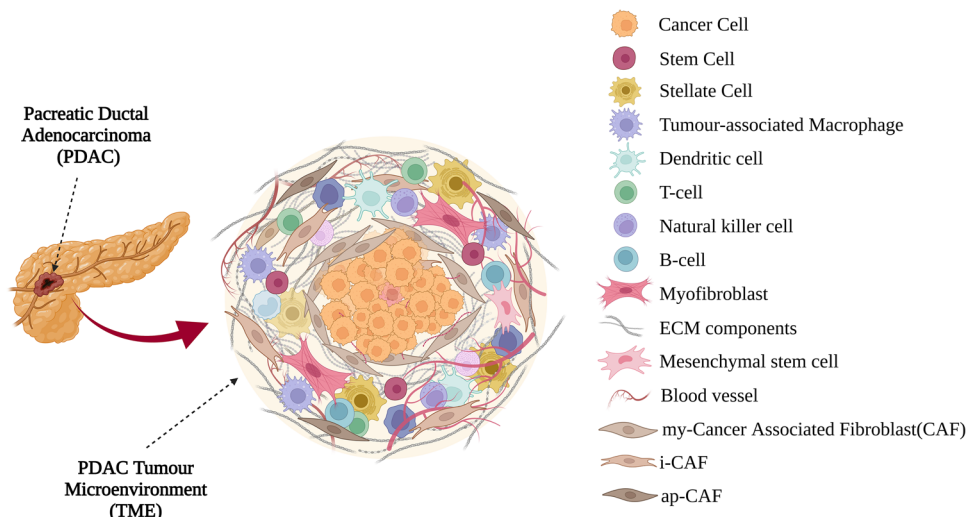 Pacreatic Ductal
Adenocarcinoma
(PDAC)
PDAC Tumour
Microenvironment
(TME)
Cancer Cell
Stem Cell
Stellate Cell
Tumour-associated Macrophage
Dendritic cell
T-cell
Natural killer cell
B-cell
Myofibroblast
ECM components
Mesenchymal stem cell
Blood vessel
my-Cancer Associated Fibroblast(CAF)
i-CAF
ap-CAF